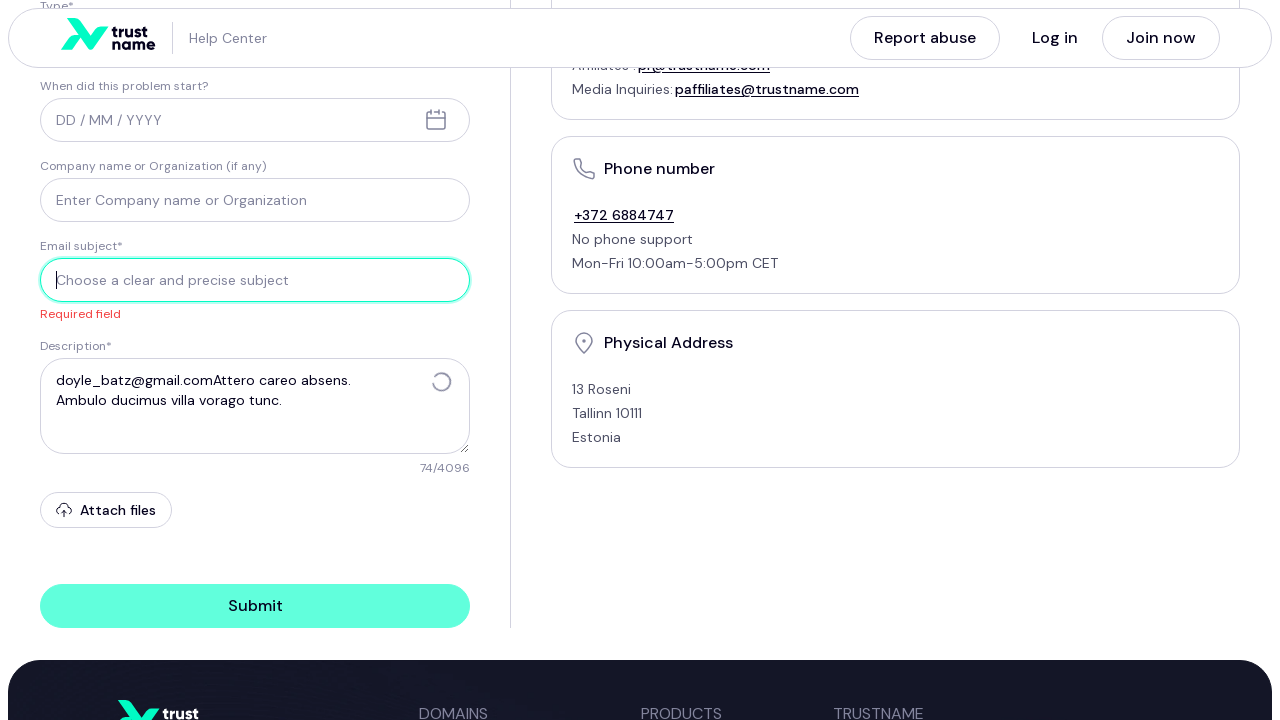 Type*
trust
name
Help Center
Report abuse
Log in
Join now
When did this problem start?
DD / MM / YYYY
Company name or Organization (if any)
Enter Company name or Organization
Email subject*
Choose a clear and precise subject
Required field
Description*
doyle_batz@gmail.comAttero careo absens.
Ambulo ducimus villa vorago tunc.
74/4096
Attach files
Submit
Affiliates : pr@trustname.com
Media Inquiries: paffiliates@trustname.com
Phone number
+372 6884747
No phone support
Mon-Fri 10:00am-5:00pm CET
Physical Address
13 Roseni
Tallinn 10111
Estonia
trust
DOMAINS
PRODUCTS
TRUSTNAME